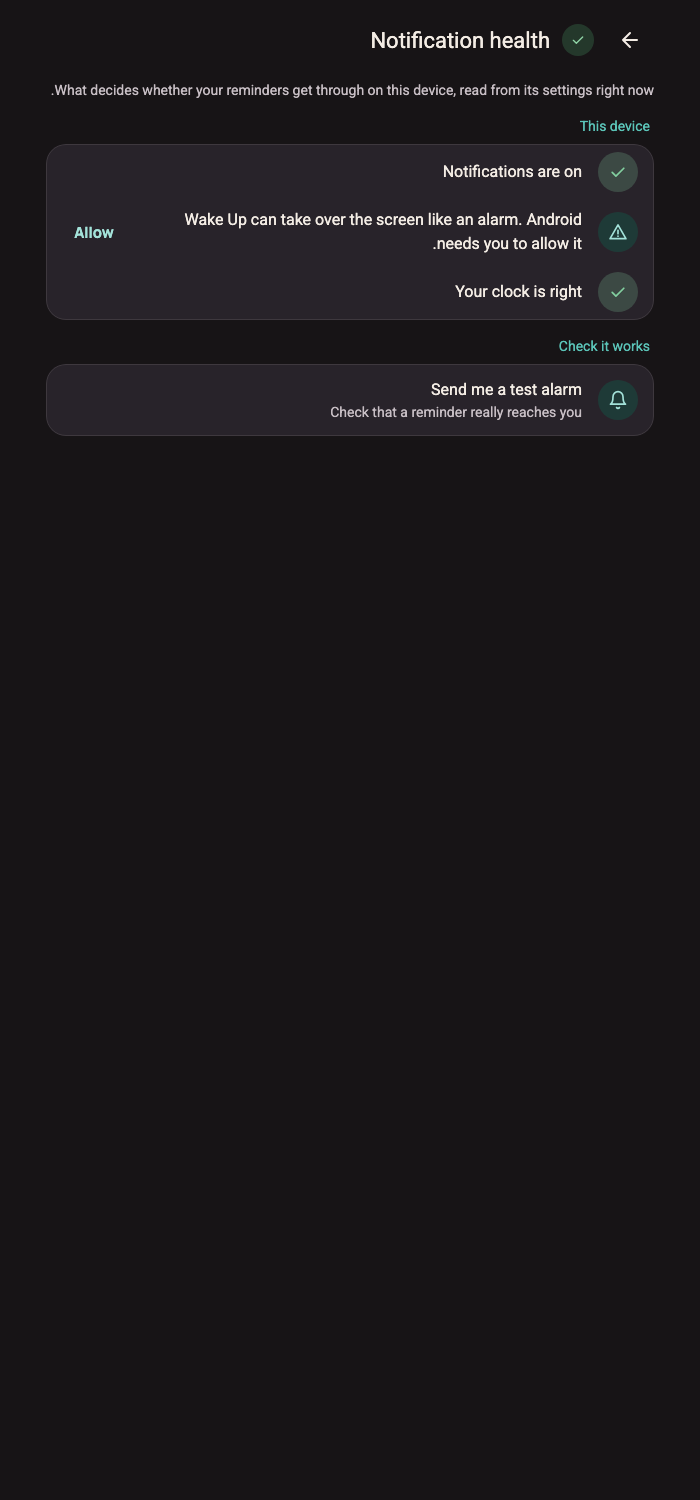 Notification health
.What decides whether your reminders get through on this device, read from its settings right now
This device
Notifications are on
Wake Up can take over the screen like an alarm. Android
.needs you to allow it
Allow
Your clock is right
Check it works
Send me a test alarm
Check that a reminder really reaches you